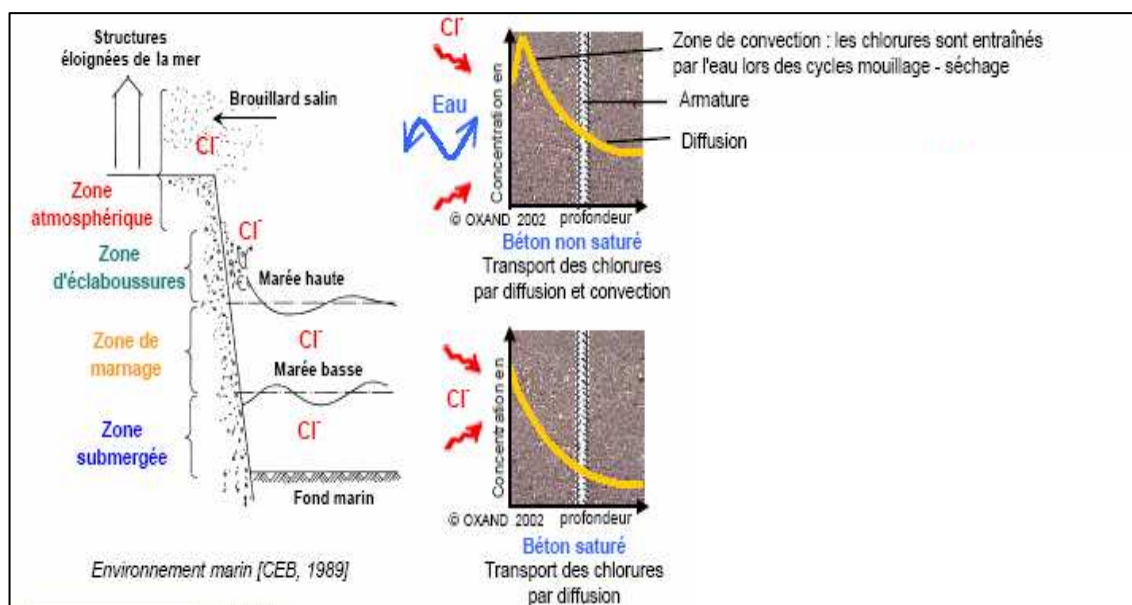 Structures
éloignées de la mer
Brouillard salin
Cl⁻
Zone
atmosphérique
Cl⁻
Zone
d'éclaboussures
Marée haute
Zone de
marnage
Cl⁻
Marée basse
Zone
submergée
Cl⁻
Fond marin
Environnement marin [CEB, 1989]
Cl⁻
Eau
Concentration en
Zone de convection : les chlorures sont entraînés
par l'eau lors des cycles mouillage - séchage
Armature
Diffusion
© OXAND 2002 profondeur
Béton non saturé
Transport des chlorures
par diffusion et convection
Cl⁻
Concentration en
© OXAND 2002 profondeur
Béton saturé
Transport des chlorures
par diffusion